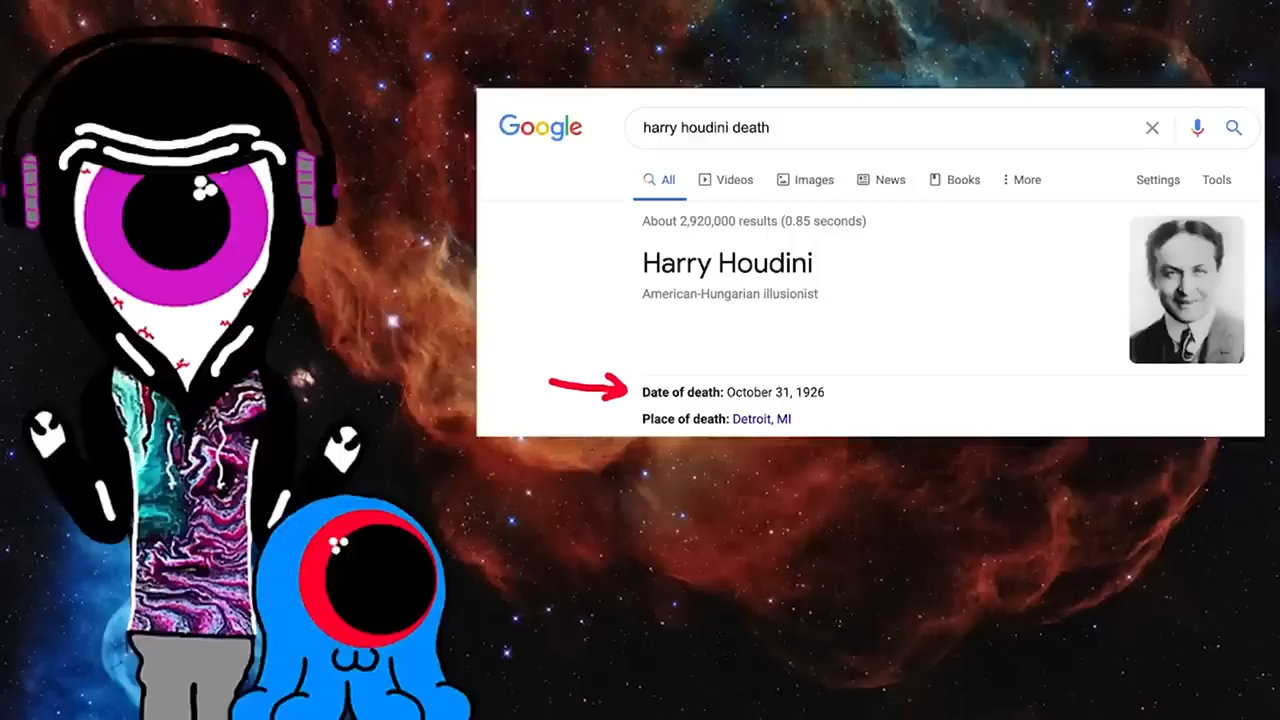 Google
harry houdini death
All Videos Images News Books More Settings Tools
About 2,920,000 results (0.85 seconds)
Harry Houdini
American-Hungarian illusionist
Date of death: October 31, 1926
Place of death: Detroit, MI